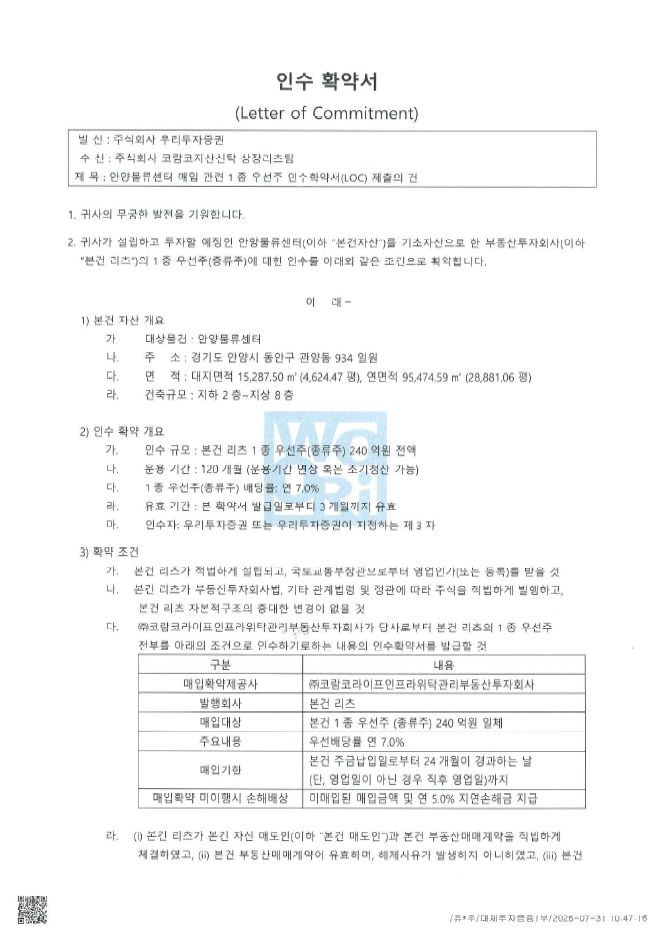 인수 확약서
(Letter of Commitment)
발 신 : 주식회사 우리투자증권
수 신 : 주식회사 코람코자산신탁 상장리츠팀
제 목 : 안양물류센터 매입 관련 1 종 우선주 인수확약서(LOC) 제출의 건
1. 귀사의 무궁한 발전을 기원합니다.
2. 귀사가 설립하고 투자할 예정인 안양물류센터(이하 "본건자산")를 기초자산으로 한 부동산투자회사(이하
"본건 리츠")의 1 종 우선주(종류주)에 대한 인수를 아래와 같은 조건으로 확약합니다.
이 래 –
1) 본건 자산 개요
가 대상물건 : 안양물류센터
나. 주 소 : 경기도 안양시 동안구 관양동 934 일원
다. 면 적 : 대지면적 15,287.50 ㎡ (4,624.47 평), 연면적 95,474.59 ㎡ (28,881.06 평)
라. 건축규모 : 지하 2 층~지상 8 층
WooriBi
2) 인수 확약 개요
가. 인수 규모 : 본건 리츠 1 종 우선주(종류주) 240 억원 전액
나. 운용 기간 : 120 개월 (운용기간 연장 혹은 조기청산 가능)
다. 1 종 우선주(종류주) 배당률: 연 7.0%
라. 유효 기간 : 본 확약서 발급일로부터 3 개월까지 유효
마. 인수자: 우리투자증권 또는 우리투자증권이 지정하는 제 3 자
3) 확약 조건
가. 본건 리츠가 적법하게 설립되고, 국토교통부장관으로부터 영업인가(또는 등록)를 받을 것
나. 본건 리츠가 부동산투자회사법, 기타 관계법령 및 정관에 따라 주식을 적법하게 발행하고,
본건 리츠 자본적구조의 중대한 변경이 없을 것
다. ㈜코람코라이프인프라위탁관리부동산투자회사가 당사로부터 본건 리츠의 1 종 우선주
전부를 아래의 조건으로 인수하기로하는 내용의 인수확약서를 발급할 것
구분 내용
매입확약제공사 ㈜코람코라이프인프라위탁관리부동산투자회사
발행회사 본건 리츠
매입대상 본건 1 종 우선주 (종류주) 240 억원 일체
주요내용 우선배당률 연 7.0%
매입기한 본건 주금납입일로부터 24 개월이 경과하는 날
(단, 영업일이 아닌 경우 직후 영업일)까지
매입확약 미이행시 손해배상 미매입된 매입금액 및 연 5.0% 지연손해금 지급
라. (i) 본건 리츠가 본건 자산 매도인(이하 "본건 매도인")과 본건 부동산매매계약을 적법하게
체결하였고, (ii) 본건 부동산매매계약이 유효하며, 해제사유가 발생하지 아니하였고, (iii) 본건
/류*주/대체투자금융1부/2026-07-31 10:47:16